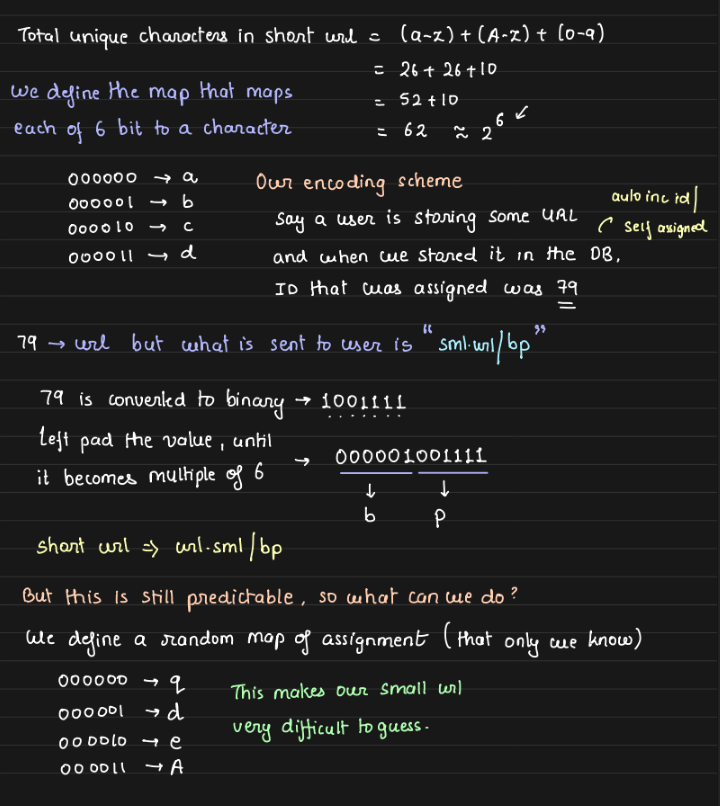 Total unique characters in short url = (a-z) + (A-Z) + (0-9)
= 26 + 26 + 10
we define the map that maps
= 52 + 10
each of 6 bit to a character
= 62 ≈ 2^6 ↙
000000 → a
Our encoding scheme
000001 → b
000010 → c
000011 → d
say a user is storing some URL
auto inc id /
self assigned
and when we stored it in the DB,
ID that was assigned was 79
79 → url but what is sent to user is "sml.url/bp"
79 is converted to binary → 1001111
left pad the value, until
it becomes multiple of 6 → 000001001111
↓ ↓
b p
short url => url.sml/bp
But this is still predictable, so what can we do?
We define a random map of assignment (that only we know)
000000 → q
000001 → d
000010 → e
000011 → A
This makes our small url
very difficult to guess.